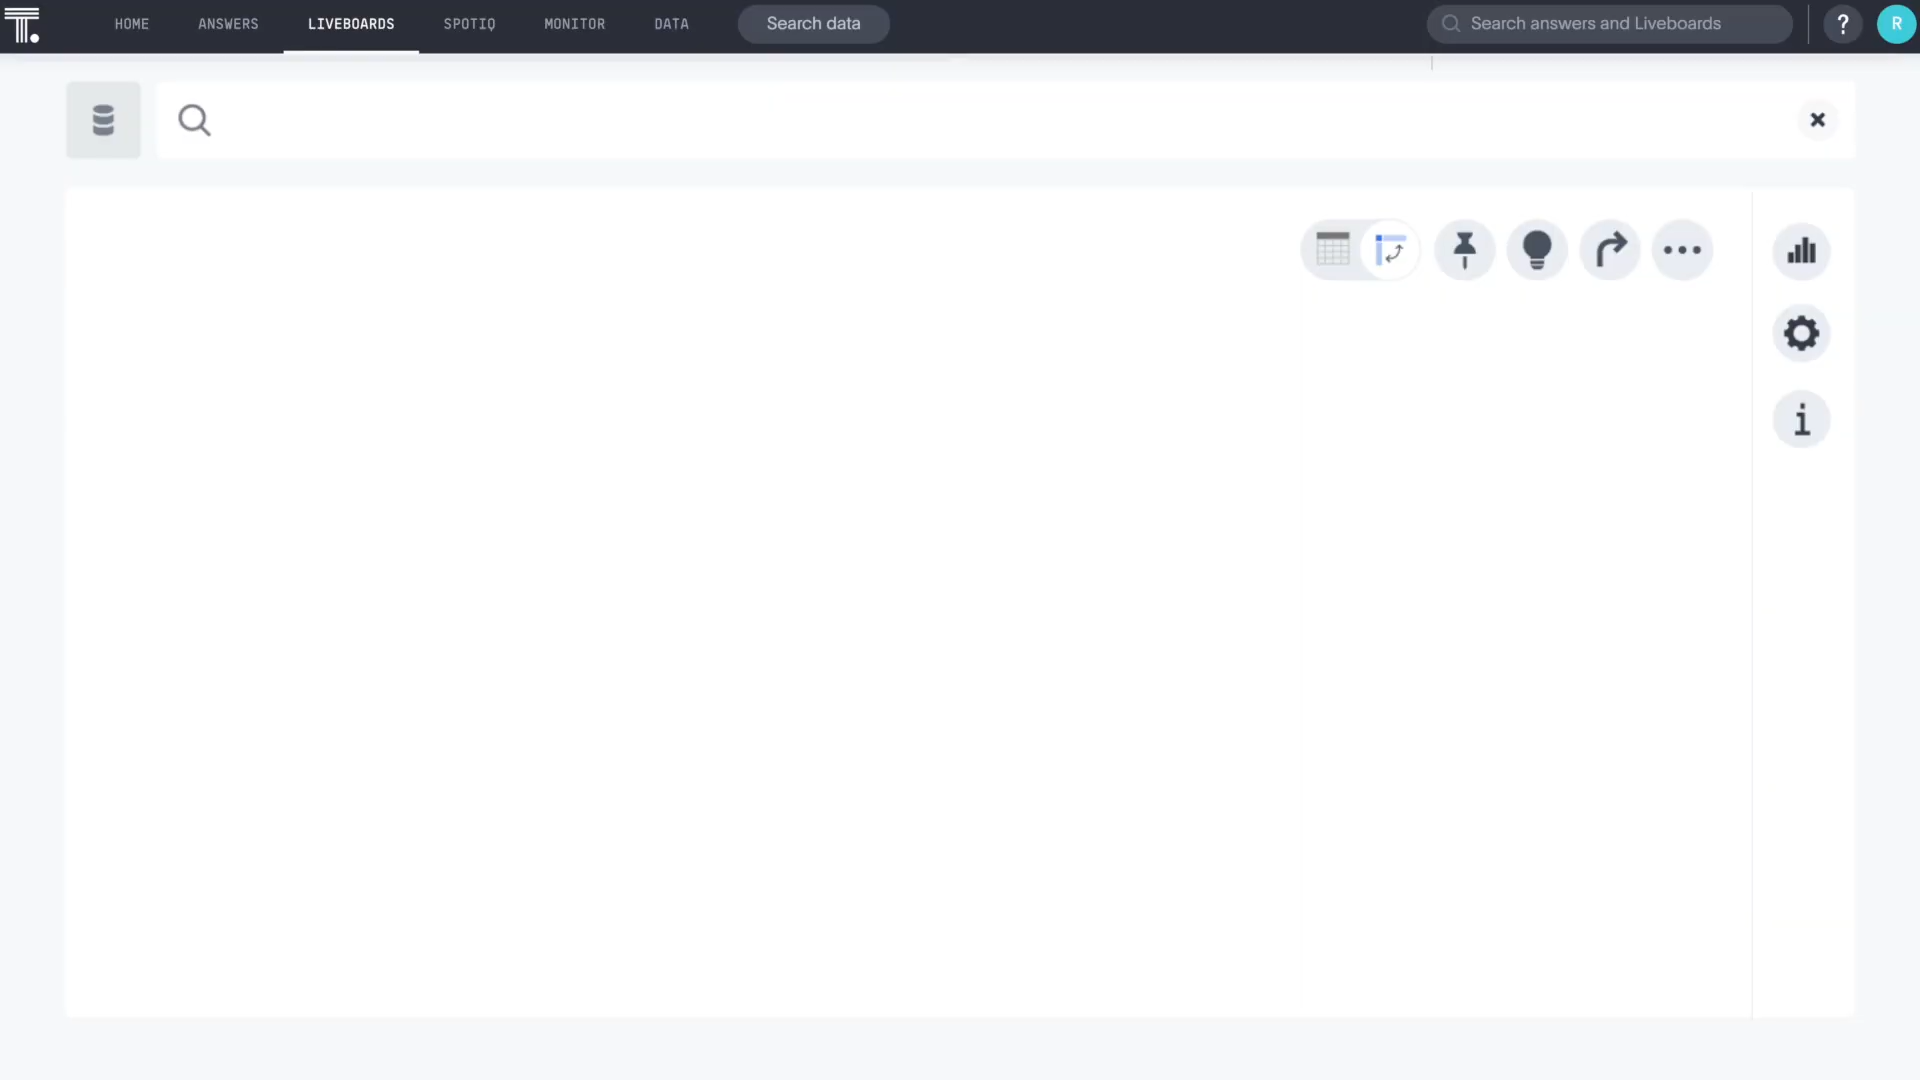 T.
HOME ANSWERS LIVEBOARDS SPOTIQ MONITOR DATA Search data Search answers and Liveboards ? R